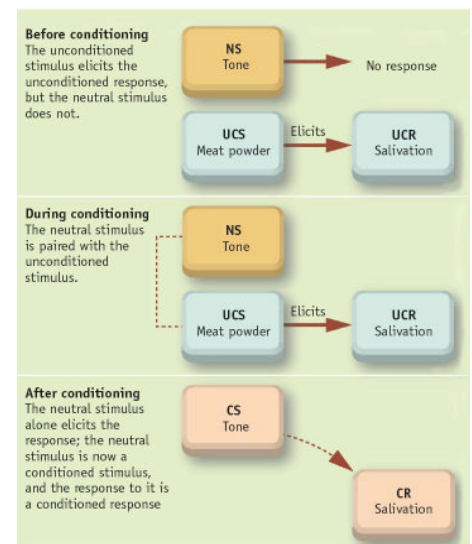 Before conditioning
The unconditioned
stimulus elicits the
unconditioned response,
but the neutral stimulus
does not.
NS
Tone
No response
UCS
Meat powder
Elicits
UCR
Salivation
During conditioning
The neutral stimulus
is paired with the
unconditioned
stimulus.
NS
Tone
UCS
Meat powder
Elicits
UCR
Salivation
After conditioning
The neutral stimulus
alone elicits the
response; the neutral
stimulus is now a
conditioned stimulus,
and the response to it is
a conditioned response
CS
Tone
CR
Salivation